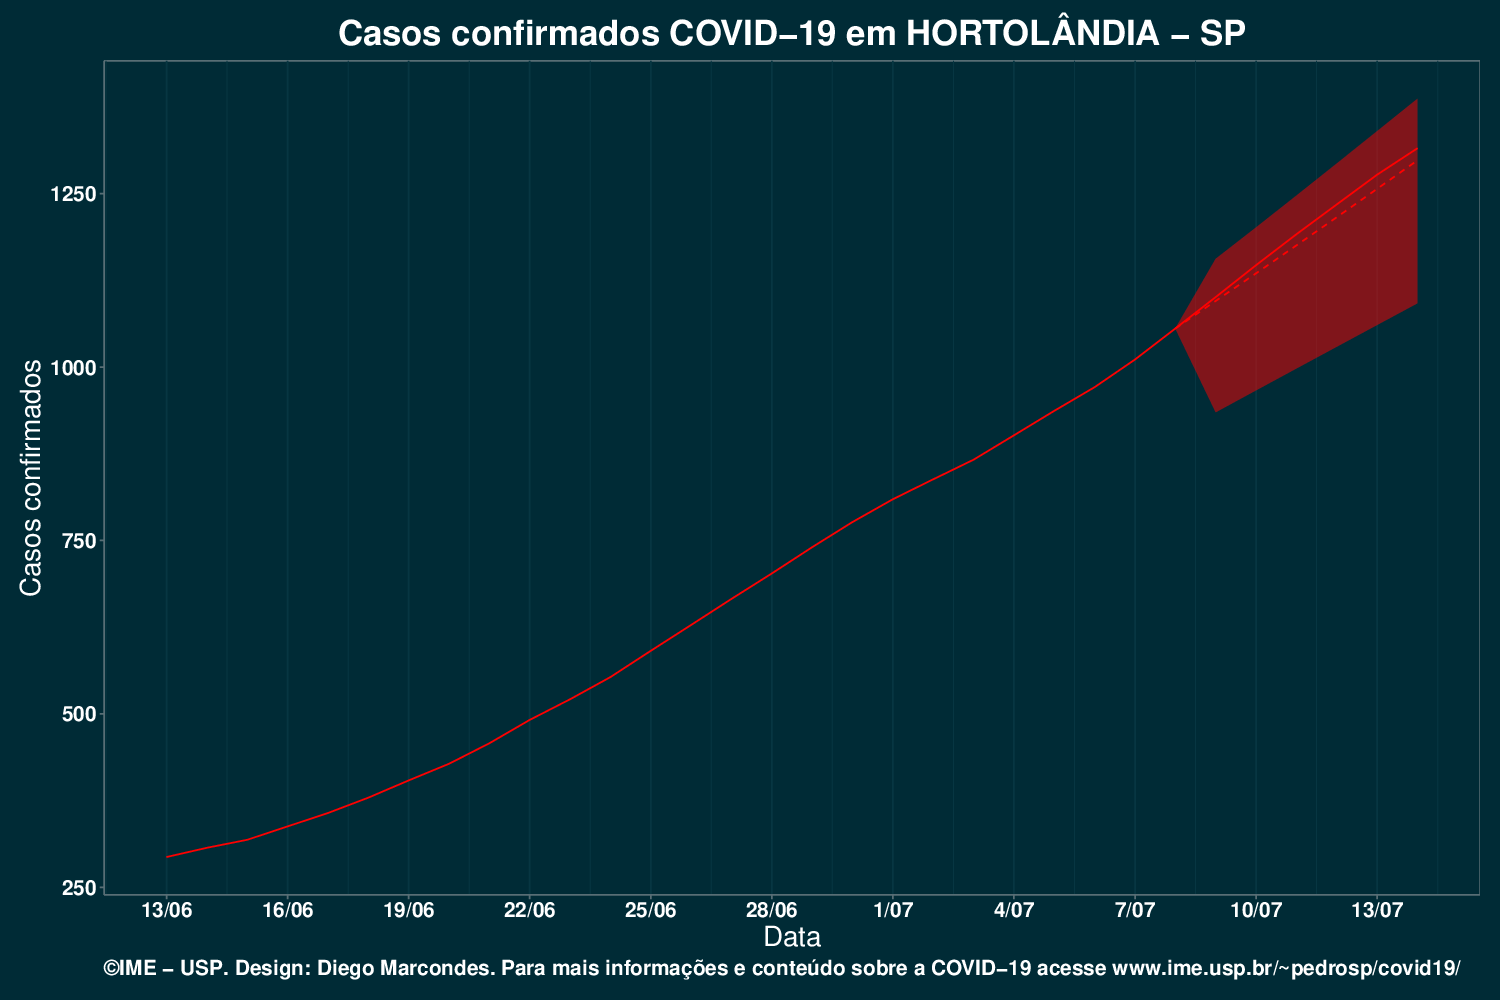 Casos confirmados COVID−19 em HORTOLÂNDIA − SP
Casos confirmados
1250
1000
750
500
250
13/06 16/06 19/06 22/06 25/06 28/06 1/07 4/07 7/07 10/07 13/07
Data
©IME − USP. Design: Diego Marcondes. Para mais informações e conteúdo sobre a COVID−19 acesse www.ime.usp.br/~pedrosp/covid19/